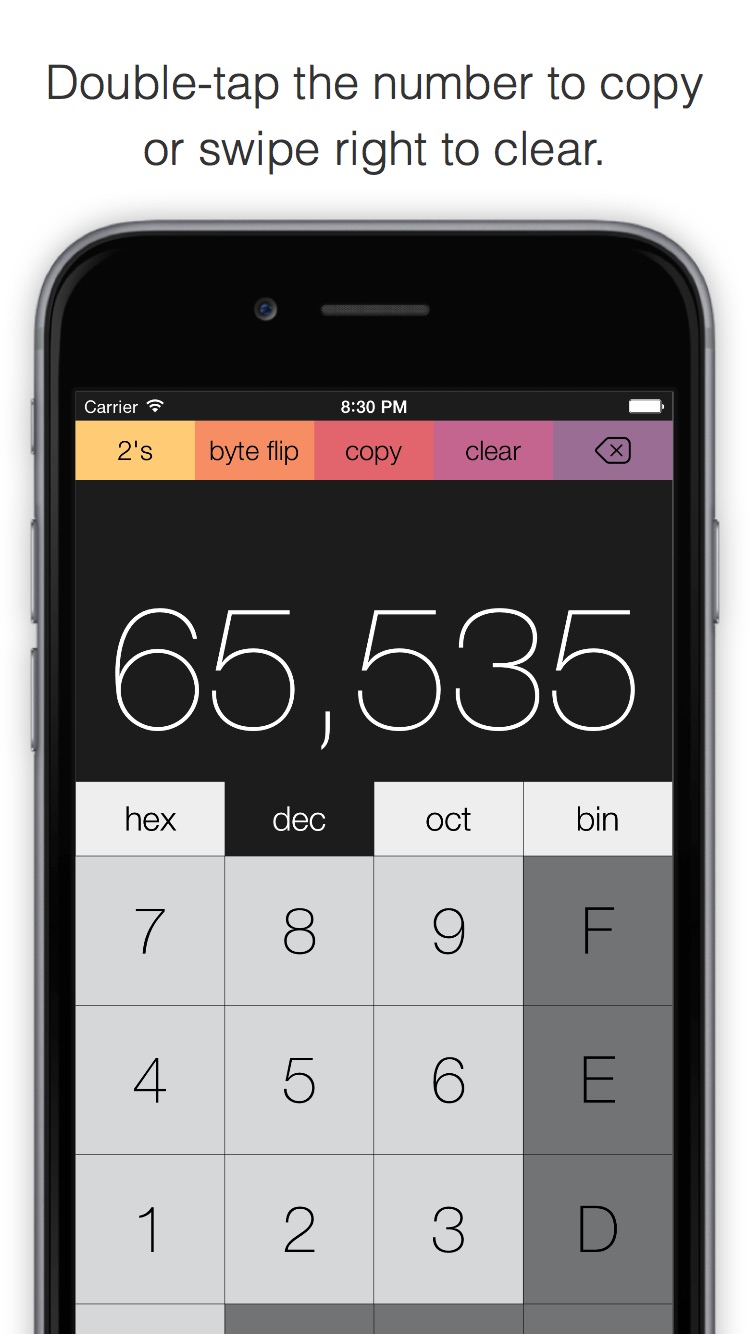 Double-tap the number to copy
or swipe right to clear.
Carrier 8:30 PM
2's byte flip copy clear
65,535
hex dec oct bin
7 8 9 F
4 5 6 E
1 2 3 D